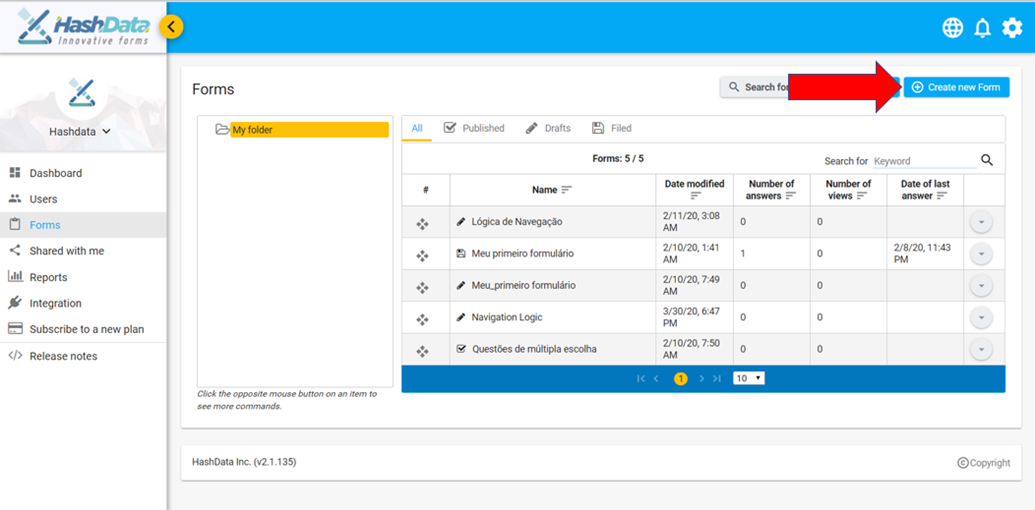 HashData
Innovative forms
Hashdata
Dashboard
Users
Forms
Shared with me
Reports
Integration
Subscribe to a new plan
Release notes
Forms
Search for
Create new Form
My folder
Click the opposite mouse button on an item to
see more commands.
All Published Drafts Filed
Forms: 5 / 5
Search for Keyword
# Name Date modified Number of answers Number of views Date of last answer
Lógica de Navegação 2/11/20, 3:08 AM 0 0
Meu primeiro formulário 2/10/20, 1:41 AM 1 0 2/8/20, 11:43 PM
Meu_primeiro formulário 2/10/20, 7:49 AM 0 0
Navigation Logic 3/30/20, 6:47 PM 0 0
Questões de múltipla escolha 2/10/20, 7:50 AM 0 0
1 10
HashData Inc. (v2.1.135)
©Copyright